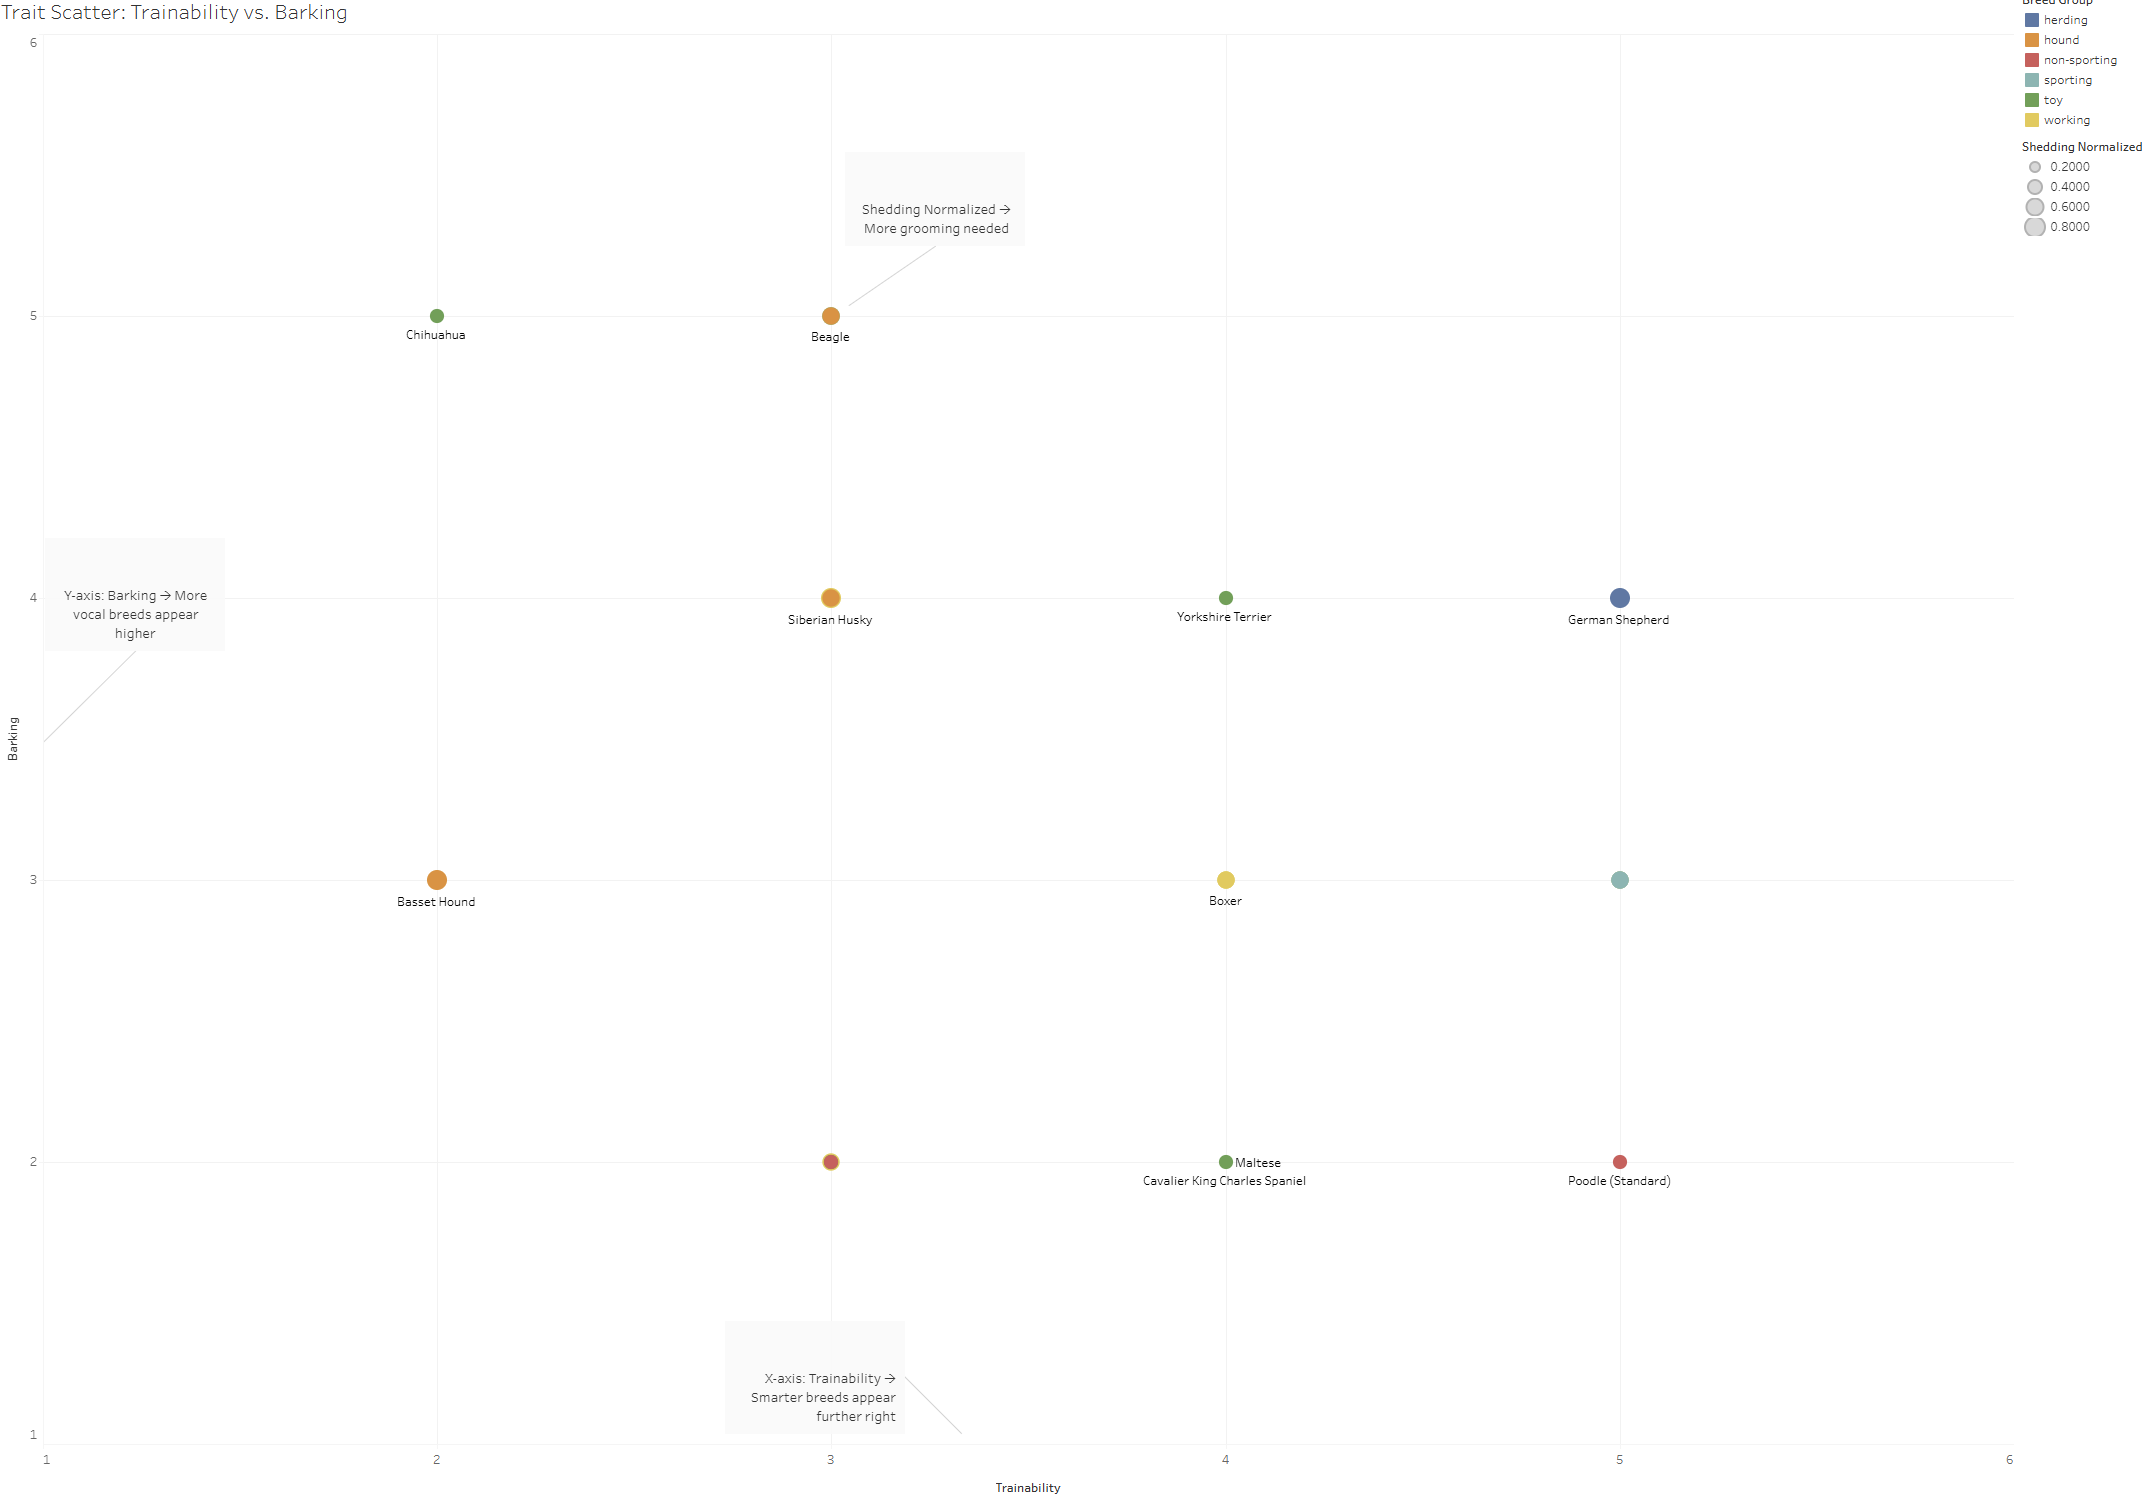 Trait Scatter: Trainability vs. Barking
Breed Group
herding
hound
non-sporting
sporting
toy
working
Shedding Normalized
0.2000
0.4000
0.6000
0.8000
6
5
4
3
2
1
Barking
Shedding Normalized →
More grooming needed
Chihuahua
Beagle
Y-axis: Barking → More
vocal breeds appear
higher
Siberian Husky
Yorkshire Terrier
German Shepherd
Basset Hound
Boxer
Maltese
Cavalier King Charles Spaniel
Poodle (Standard)
X-axis: Trainability →
Smarter breeds appear
further right
1
2
3
4
5
6
Trainability